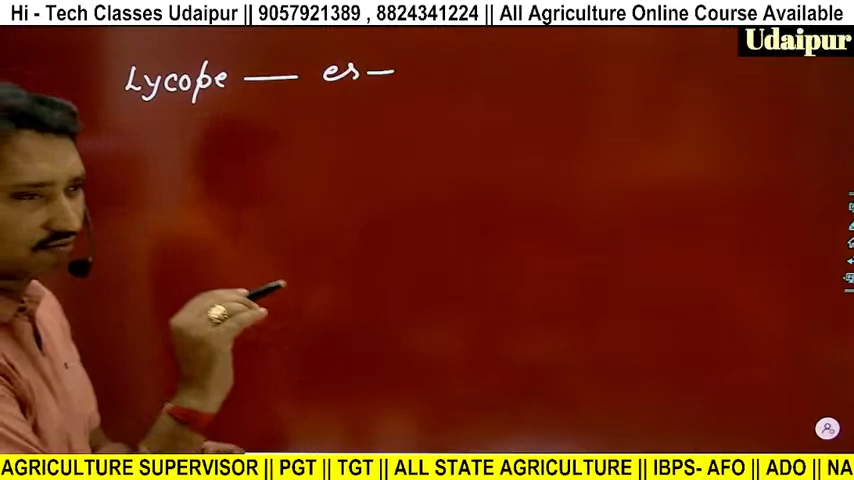 Hi - Tech Classes Udaipur || 9057921389 , 8824341224 || All Agriculture Online Course Available
Udaipur
Lycope — es –
AGRICULTURE SUPERVISOR || PGT || TGT || ALL STATE AGRICULTURE || IBPS- AFO || ADO || NA